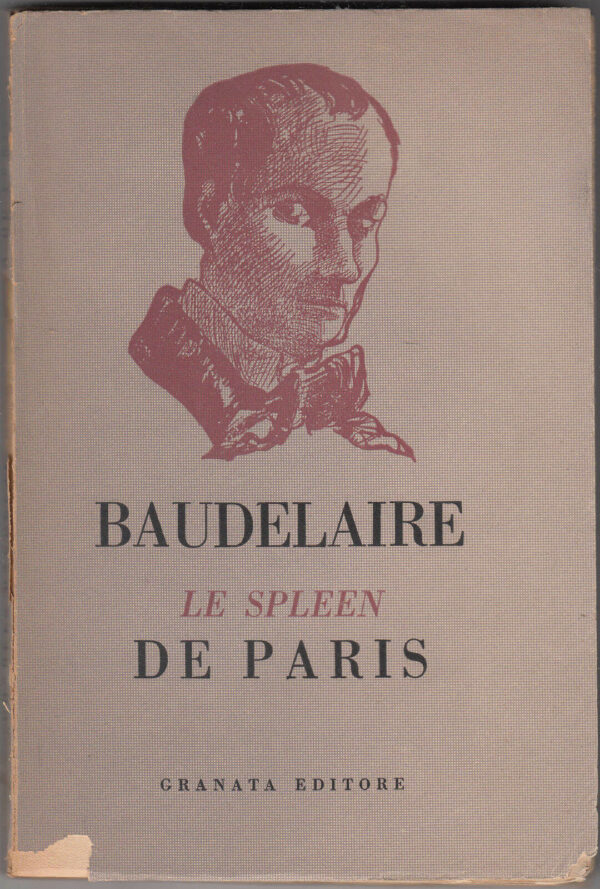 BAUDELAIRE
LE SPLEEN
DE PARIS
GRANATA EDITORE